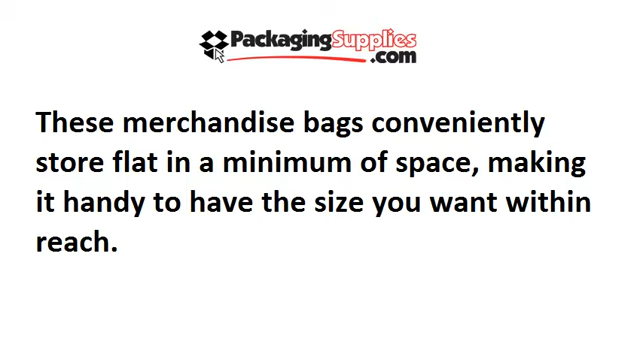 PackagingSupplies
.com
These merchandise bags conveniently
store flat in a minimum of space, making
it handy to have the size you want within
reach.